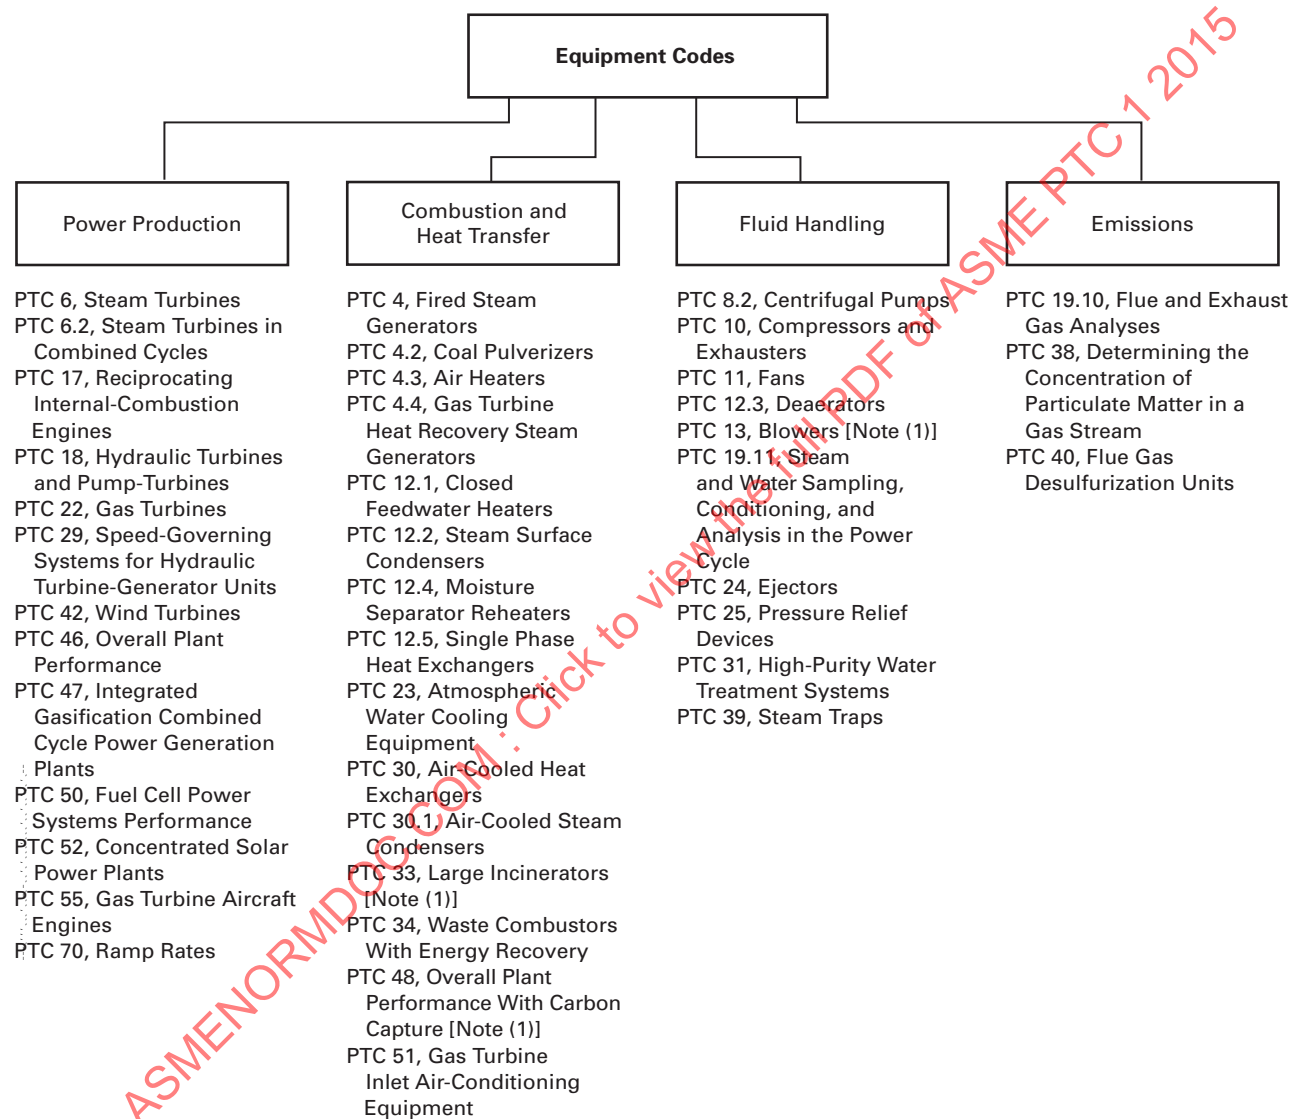 Equipment Codes
Power Production
Combustion and
Heat Transfer
Fluid Handling
Emissions
PTC 6, Steam Turbines
PTC 6.2, Steam Turbines in
Combined Cycles
PTC 17, Reciprocating
Internal-Combustion
Engines
PTC 18, Hydraulic Turbines
and Pump-Turbines
PTC 22, Gas Turbines
PTC 29, Speed-Governing
Systems for Hydraulic
Turbine-Generator Units
PTC 42, Wind Turbines
PTC 46, Overall Plant
Performance
PTC 47, Integrated
Gasification Combined
Cycle Power Generation
Plants
PTC 50, Fuel Cell Power
Systems Performance
PTC 52, Concentrated Solar
Power Plants
PTC 55, Gas Turbine Aircraft
Engines
PTC 70, Ramp Rates
PTC 4, Fired Steam
Generators
PTC 4.2, Coal Pulverizers
PTC 4.3, Air Heaters
PTC 4.4, Gas Turbine
Heat Recovery Steam
Generators
PTC 12.1, Closed
Feedwater Heaters
PTC 12.2, Steam Surface
Condensers
PTC 12.4, Moisture
Separator Reheaters
PTC 12.5, Single Phase
Heat Exchangers
PTC 23, Atmospheric
Water Cooling
Equipment
PTC 30, Air-Cooled Heat
Exchangers
PTC 30.1, Air-Cooled Steam
Condensers
PTC 33, Large Incinerators
[Note (1)]
PTC 34, Waste Combustors
With Energy Recovery
PTC 48, Overall Plant
Performance With Carbon
Capture [Note (1)]
PTC 51, Gas Turbine
Inlet Air-Conditioning
Equipment
PTC 8.2, Centrifugal Pumps
PTC 10, Compressors and
Exhausters
PTC 11, Fans
PTC 12.3, Deaerators
PTC 13, Blowers [Note (1)]
PTC 19.11, Steam
and Water Sampling,
Conditioning, and
Analysis in the Power
Cycle
PTC 24, Ejectors
PTC 25, Pressure Relief
Devices
PTC 31, High-Purity Water
Treatment Systems
PTC 39, Steam Traps
PTC 19.10, Flue and Exhaust
Gas Analyses
PTC 38, Determining the
Concentration of
Particulate Matter in a
Gas Stream
PTC 40, Flue Gas
Desulfurization Units
ASMENORMDOC.COM : Click to view the full PDF of ASME PTC 1 2015